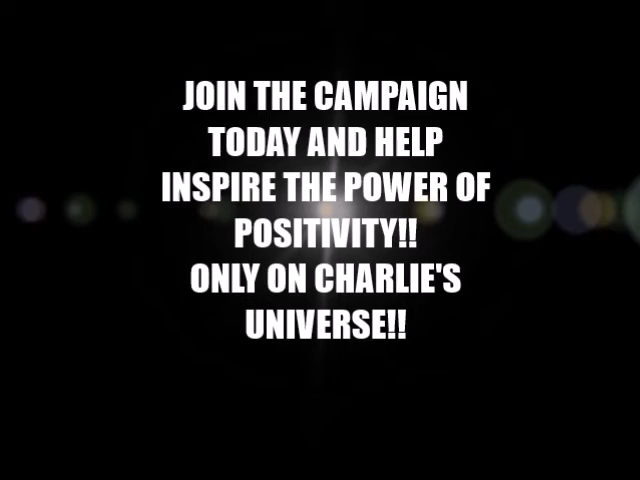 JOIN THE CAMPAIGN
TODAY AND HELP
INSPIRE THE POWER OF
POSITIVITY!!
ONLY ON CHARLIE'S
UNIVERSE!!